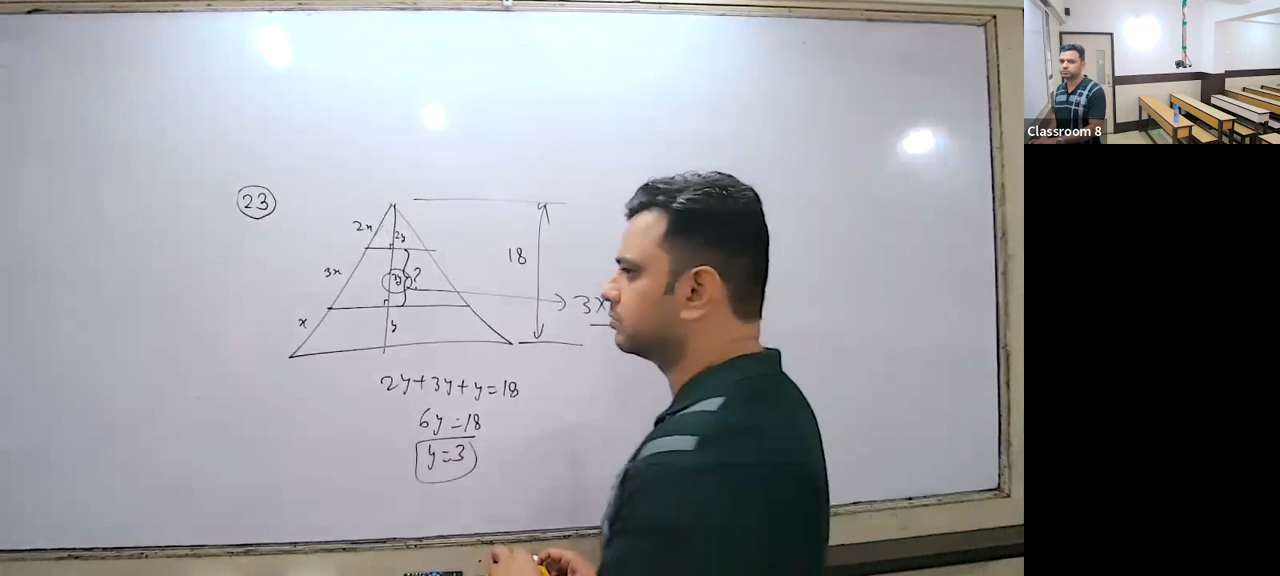 23
2x
2y
18
3x
3y
?
3x
x
y
2y+3y+y=18
6y=18
y=3
Classroom 8